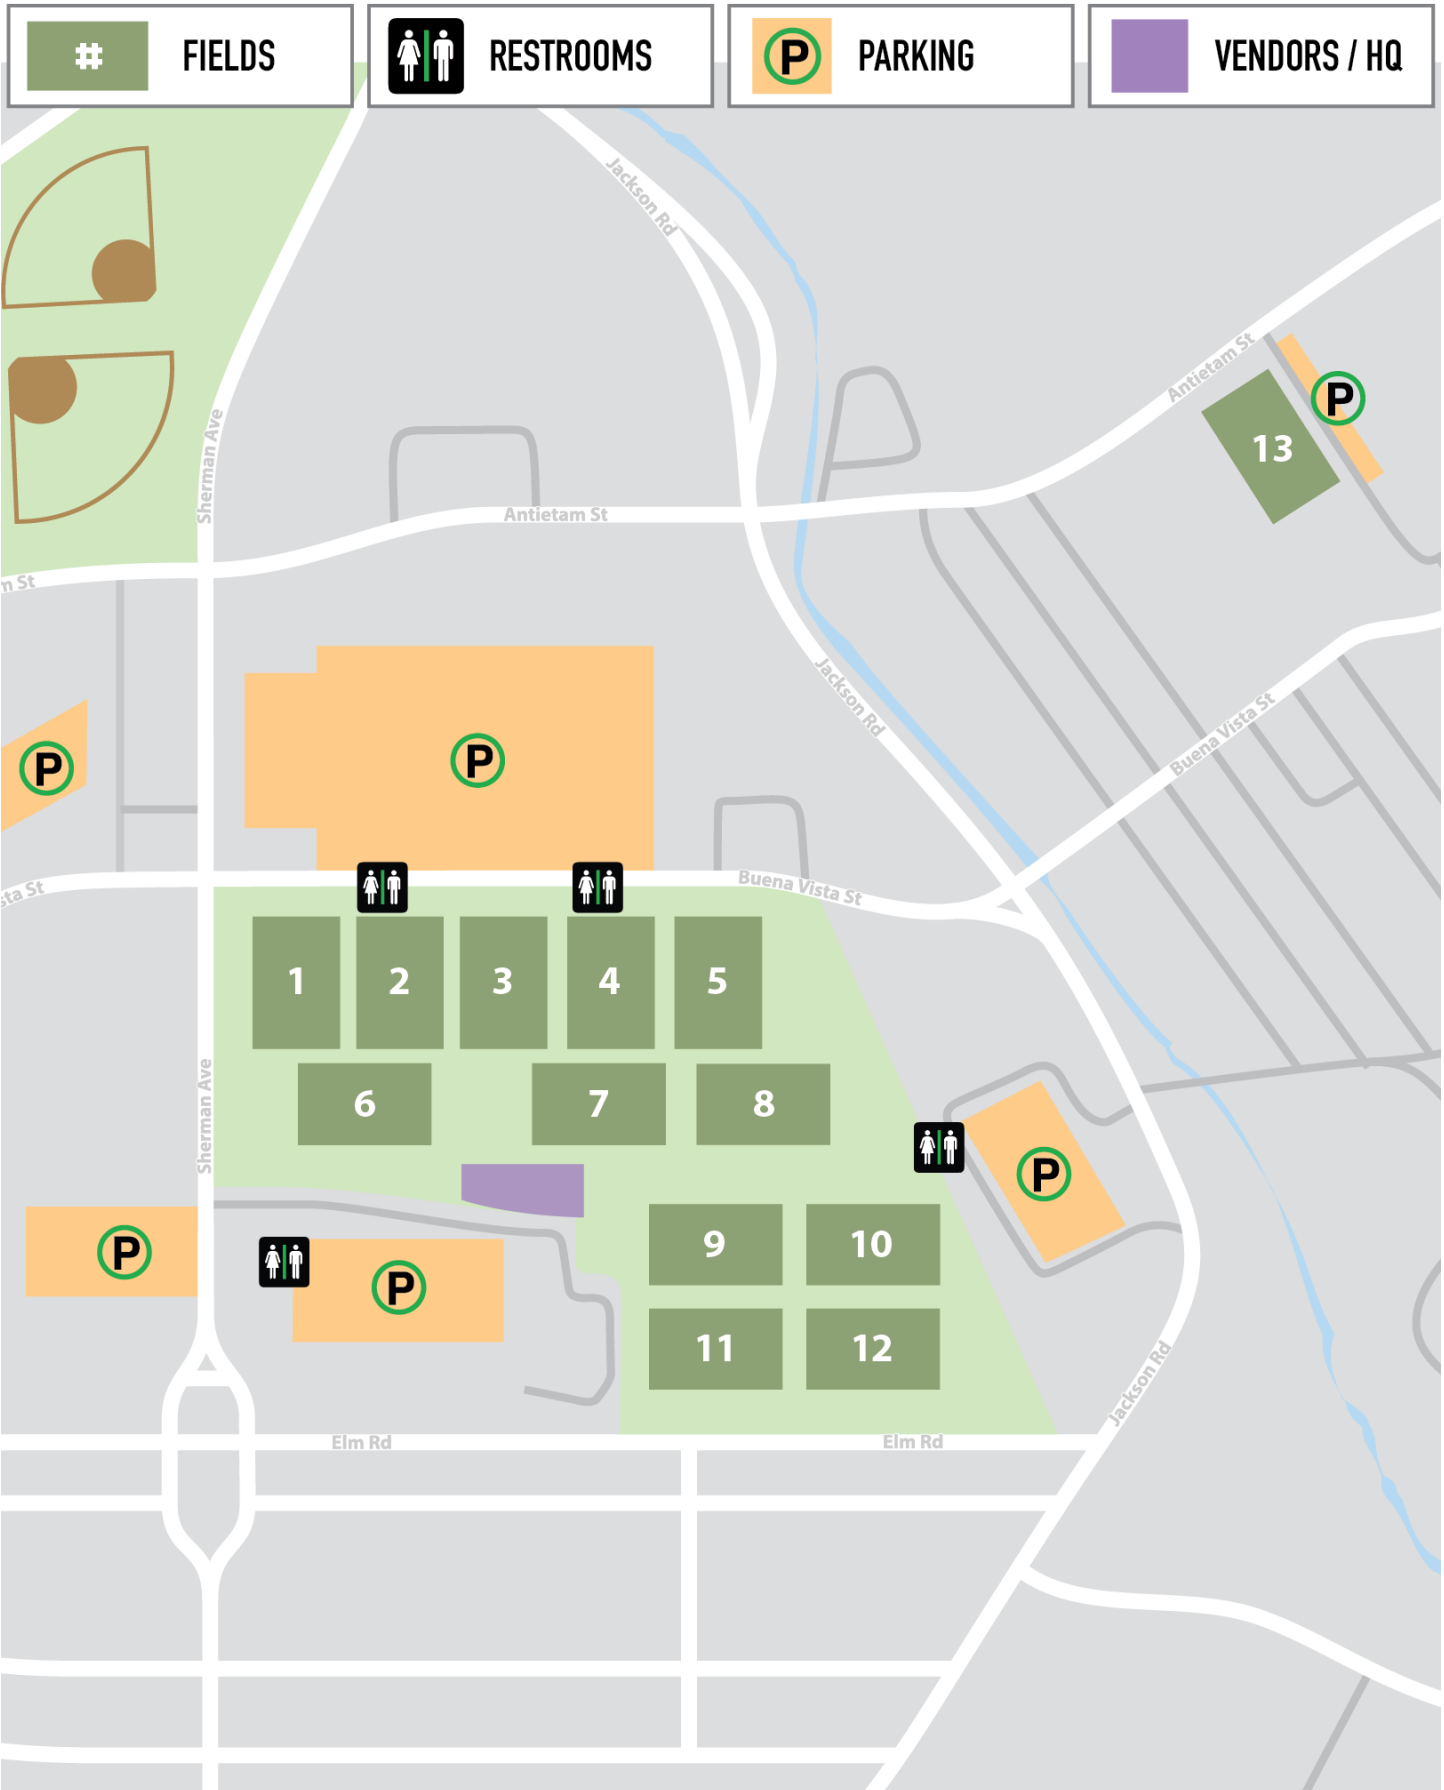 # FIELDS
RESTROOMS
P PARKING
VENDORS / HQ
Jackson Rd
Antietam St
P
13
Sherman Ave
Antietam St
m St
Jackson Rd
Buena Vista St
P
P
Buena Vista St
sta St
1 2 3 4 5
6 7 8
Sherman Ave
P
9 10
P
P
11 12
Jackson Rd
Elm Rd
Elm Rd